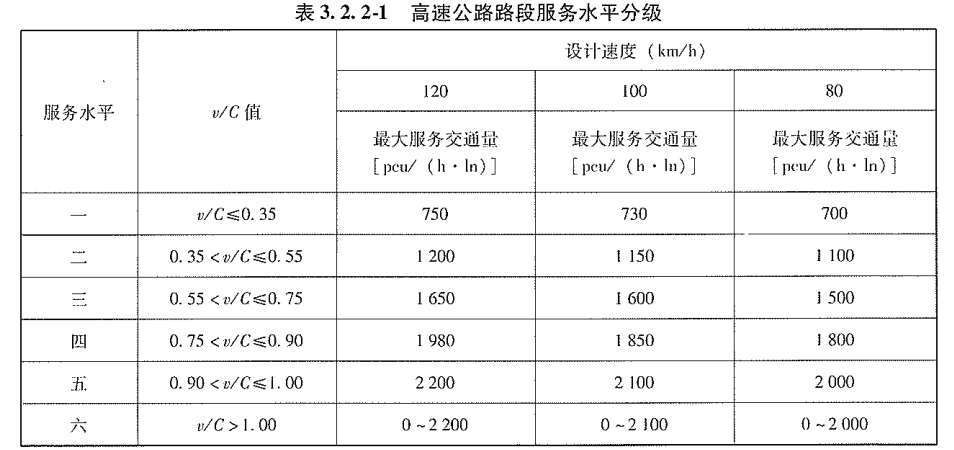 表 3.2.2-1 高速公路路段服务水平分级
服务水平
v/C 值
设计速度 (km/h)
120 100 80
最大服务交通量 最大服务交通量 最大服务交通量
[pcu/ (h·ln)] [pcu/ (h·ln)] [pcu/ (h·ln)]
一 v/C≤0.35 750 730 700
二 0.35<v/C≤0.55 1 200 1 150 1 100
三 0.55<v/C≤0.75 1 650 1 600 1 500
四 0.75<v/C≤0.90 1 980 1 850 1 800
五 0.90<v/C≤1.00 2 200 2 100 2 000
六 v/C>1.00 0~2 200 0~2 100 0~2 000